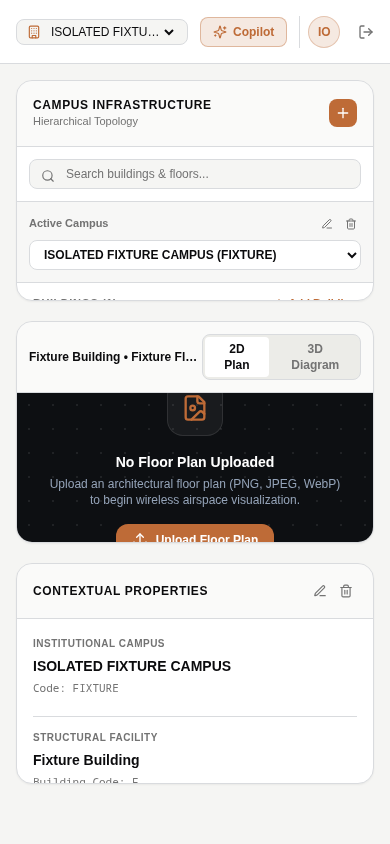 ISOLATED FIXTU...
Copilot
IO
CAMPUS INFRASTRUCTURE
Hierarchical Topology
Search buildings & floors...
Active Campus
ISOLATED FIXTURE CAMPUS (FIXTURE)
Fixture Building • Fixture Fl...
2D Plan
3D Diagram
No Floor Plan Uploaded
Upload an architectural floor plan (PNG, JPEG, WebP)
to begin wireless airspace visualization.
Upload Floor Plan
CONTEXTUAL PROPERTIES
INSTITUTIONAL CAMPUS
ISOLATED FIXTURE CAMPUS
Code: FIXTURE
STRUCTURAL FACILITY
Fixture Building
Building Code: